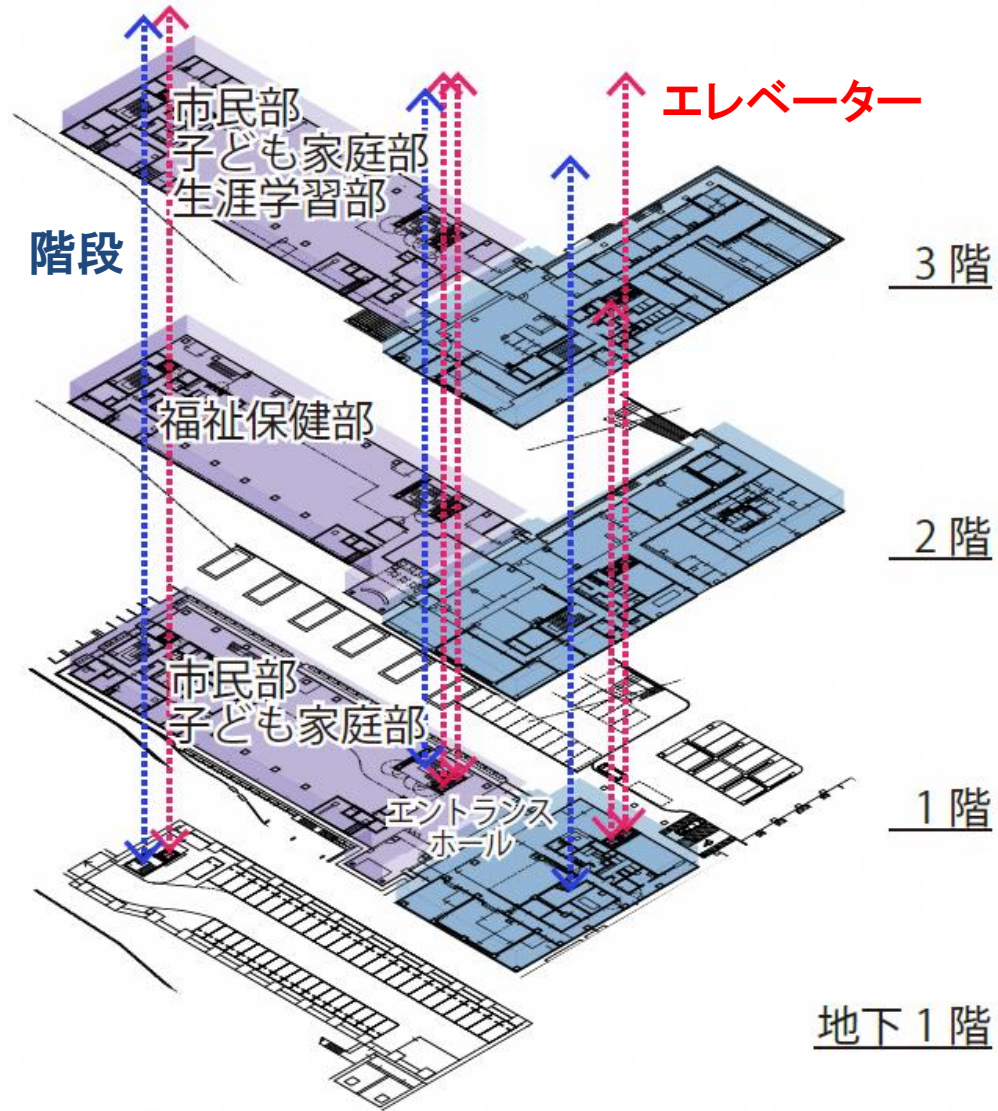 エレベーター
市民部
子ども家庭部
生涯学習部
階段
3 階
福祉保健部
2 階
市民部
子ども家庭部
エントランス
ホール
1 階
地下 1 階